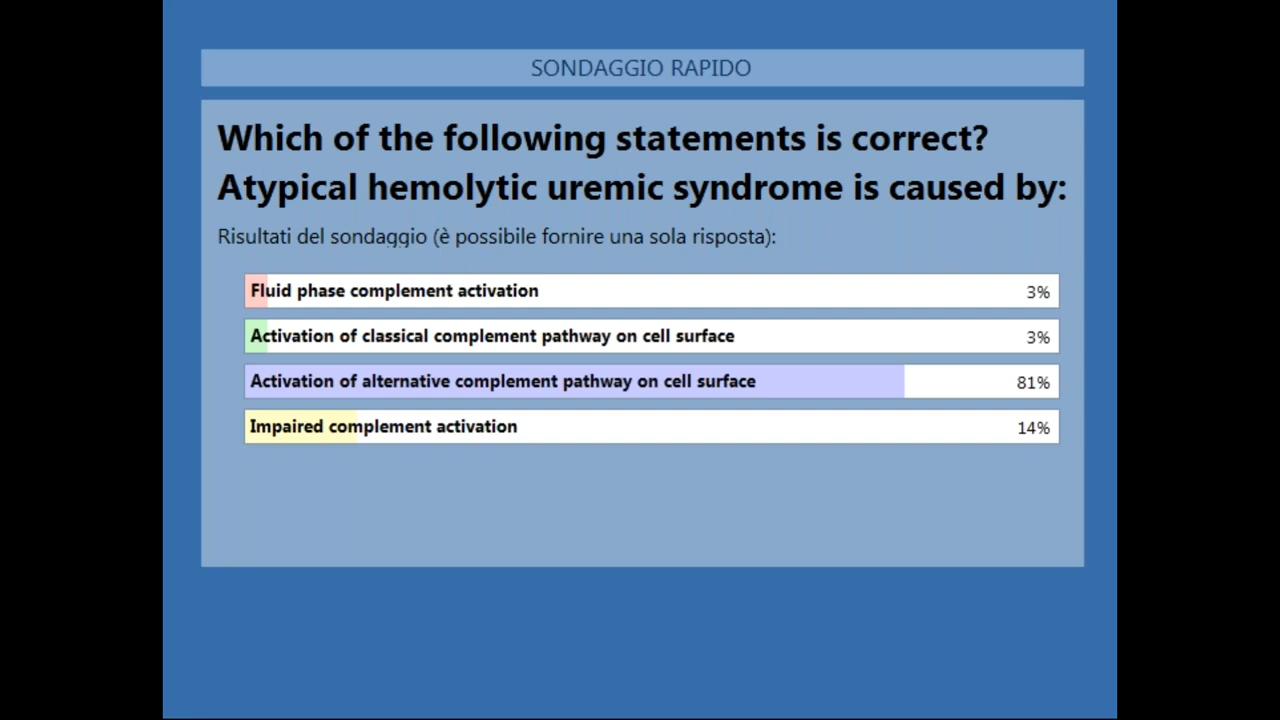 SONDAGGIO RAPIDO
Which of the following statements is correct?
Atypical hemolytic uremic syndrome is caused by:
Risultati del sondaggio (è possibile fornire una sola risposta):
Fluid phase complement activation 3%
Activation of classical complement pathway on cell surface 3%
Activation of alternative complement pathway on cell surface 81%
Impaired complement activation 14%